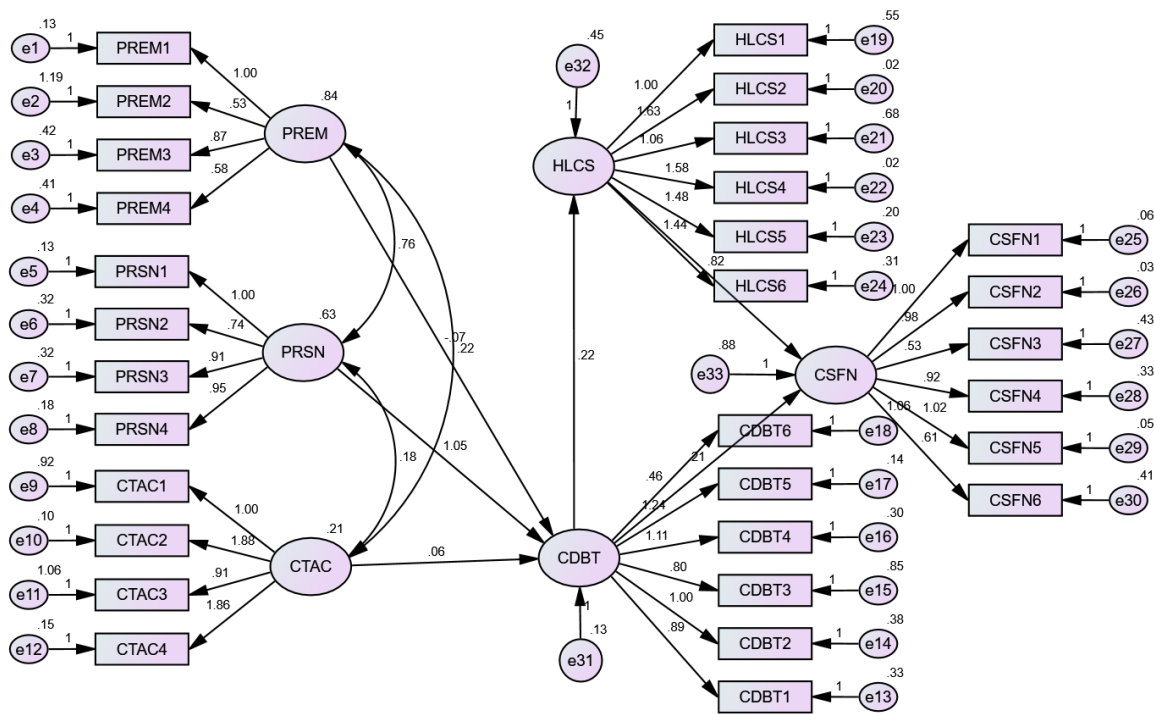 .13
e1 1 PREM1
1.00
1.19
e2 1 PREM2
.53
.84
PREM
.42
e3 1 PREM3
.87
.41
e4 1 PREM4
.58
.76
.13
e5 1 PRSN1
1.00
.32
e6 1 PRSN2
.74
.63
PRSN
.32
e7 1 PRSN3
.91
.18
e8 1 PRSN4
.95
-.07
.22
1.05
.18
.92
e9 1 CTAC1
1.00
.10
e10 1 CTAC2
1.88
.21
CTAC
1.06
e11 1 CTAC3
.91
.15
e12 1 CTAC4
1.86
.06
.45
e32
1
HLCS
.55
HLCS1 1 e19
1.00
.02
HLCS2 1 e20
1.63
.68
HLCS3 1 e21
1.06
.02
HLCS4 1 e22
1.58
.20
HLCS5 1 e23
1.48
.31
HLCS6 1 e24
1.44
.82
.22
.88
e33 1 CSFN
.06
CSFN1 1 e25
1.00
.03
CSFN2 1 e26
.98
.43
CSFN3 1 e27
.53
.33
CSFN4 1 e28
.92
.05
CSFN5 1 e29
1.02
.41
CSFN6 1 e30
.61
CDBT
1
.13
e31
1.06
CDBT6 1 e18
.46
.21
.14
CDBT5 1 e17
1.24
.30
CDBT4 1 e16
1.11
.85
CDBT3 1 e15
.80
.38
CDBT2 1 e14
1.00
.33
CDBT1 1 e13
.89